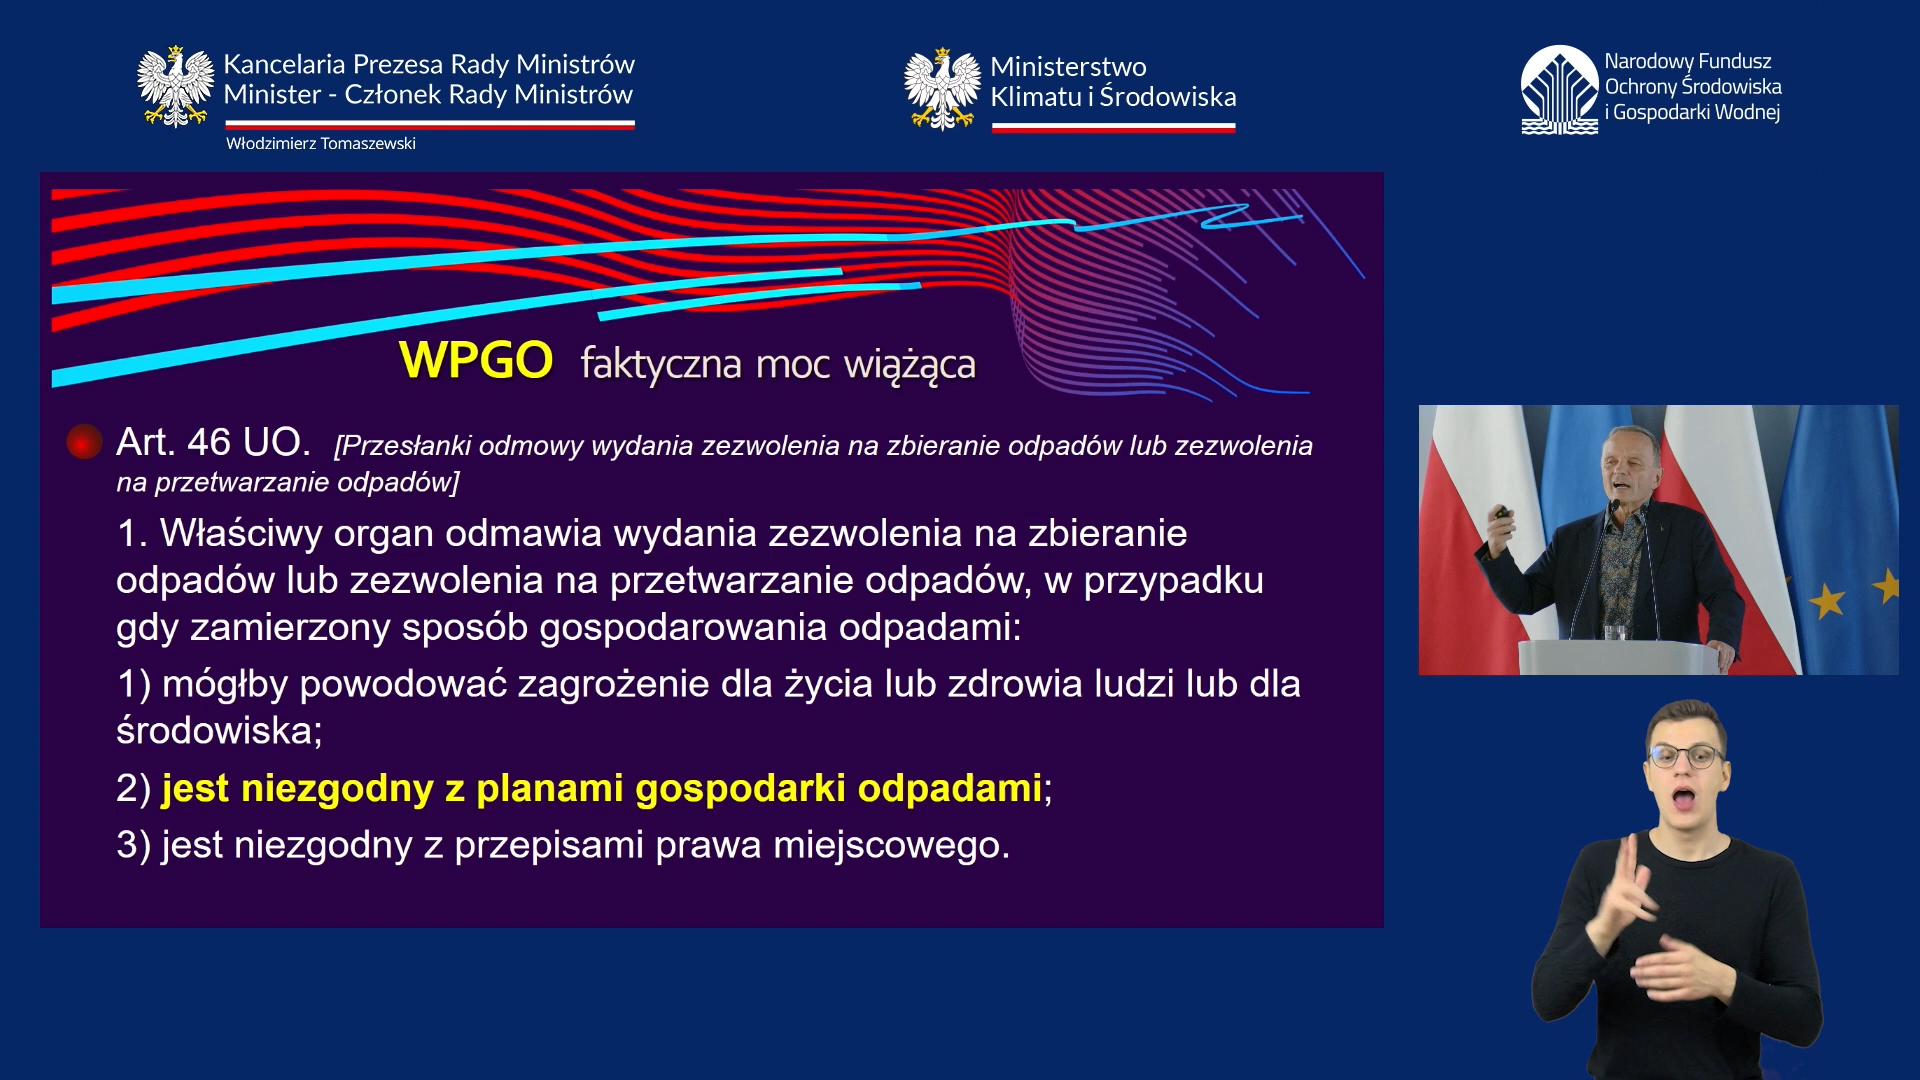 Kancelaria Prezesa Rady Ministrów
Minister - Członek Rady Ministrów
Włodzimierz Tomaszewski
Ministerstwo
Klimatu i Środowiska
Narodowy Fundusz
Ochrony Środowiska
i Gospodarki Wodnej
WPGO faktyczna moc wiążąca
Art. 46 UO. [Przesłanki odmowy wydania zezwolenia na zbieranie odpadów lub zezwolenia
na przetwarzanie odpadów]
1. Właściwy organ odmawia wydania zezwolenia na zbieranie
odpadów lub zezwolenia na przetwarzanie odpadów, w przypadku
gdy zamierzony sposób gospodarowania odpadami:
1) mógłby powodować zagrożenie dla życia lub zdrowia ludzi lub dla
środowiska;
2) jest niezgodny z planami gospodarki odpadami;
3) jest niezgodny z przepisami prawa miejscowego.